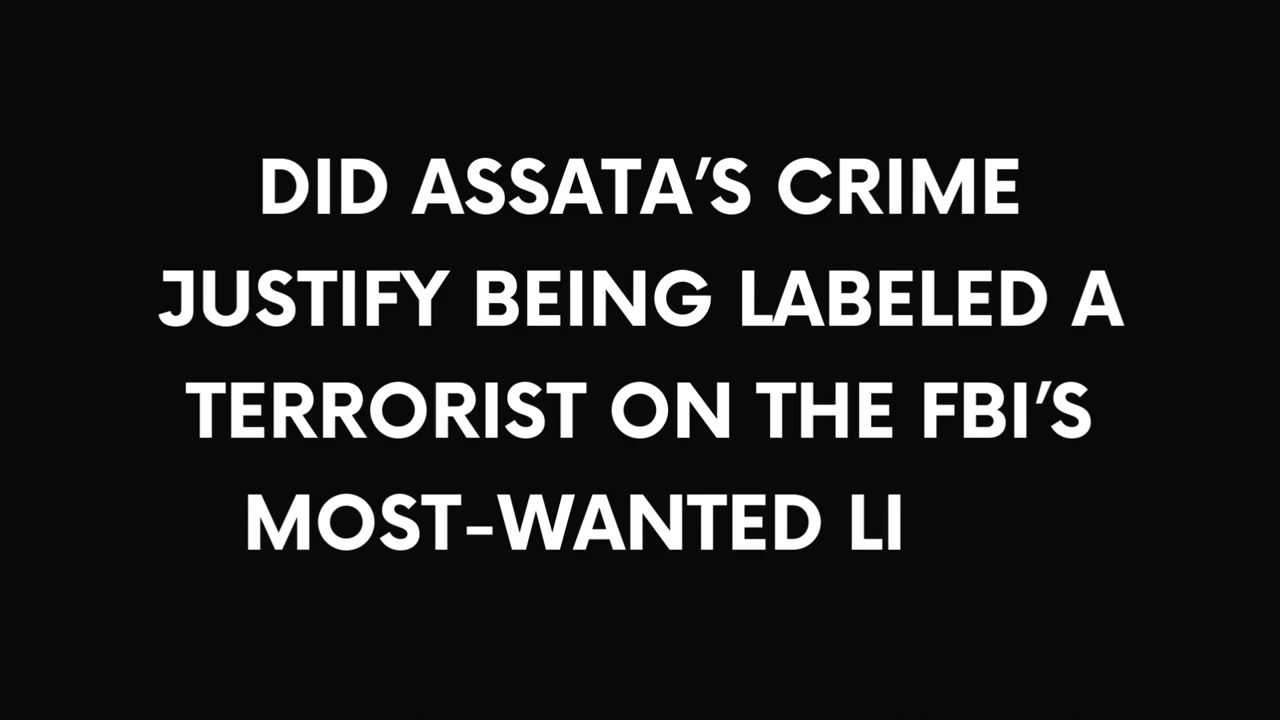 DID ASSATA’S CRIME
JUSTIFY BEING LABELED A
TERRORIST ON THE FBI’S
MOST-WANTED LI